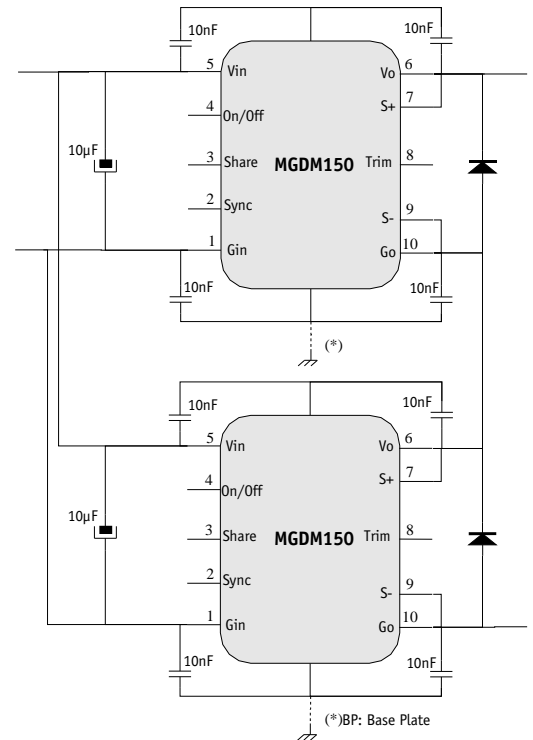 10nF
10nF
5
Vin
Vo
6
S+
7
4
On/Off
10µF
3
Share
MGDM150
Trim
8
2
Sync
S-
9
1
Gin
Go
10
10nF
10nF
(*)
10nF
10nF
5
Vin
Vo
6
S+
7
4
On/Off
10µF
3
Share
MGDM150
Trim
8
2
Sync
S-
9
1
Gin
Go
10
10nF
10nF
(*)BP: Base Plate